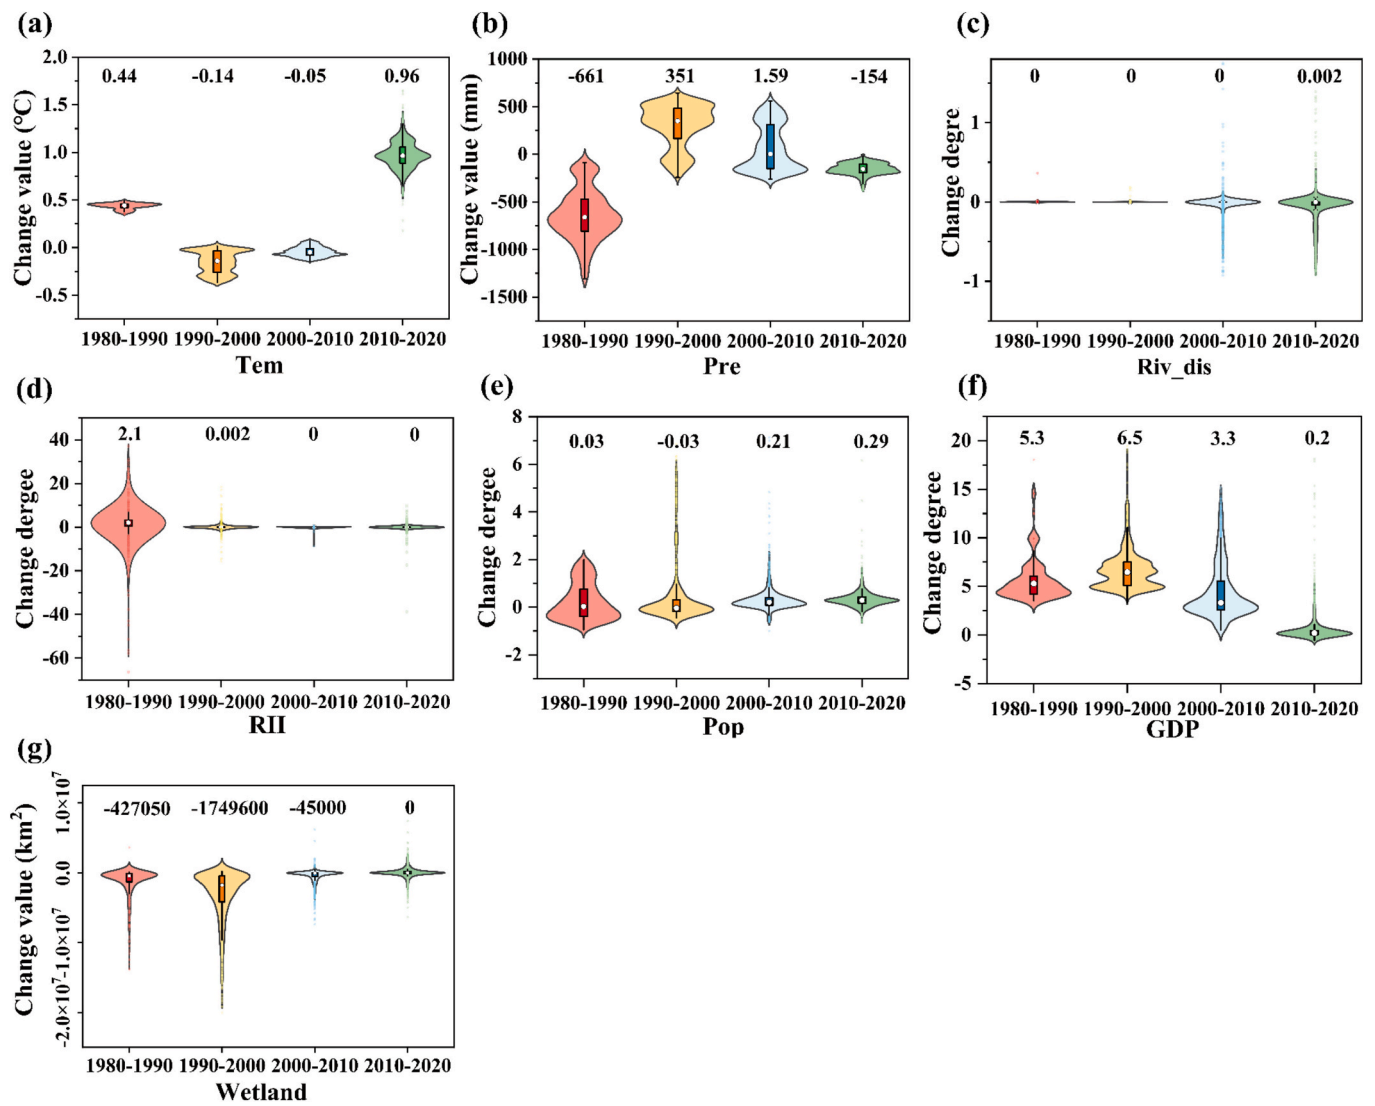 (a)
2.0
1.5
1.0
0.5
0.0
-0.5
Change value (℃)
0.44 -0.14 -0.05 0.96
1980-1990 1990-2000 2000-2010 2010-2020
Tem
(b)
1000
500
0
-500
-1000
-1500
Change value (mm)
-661 351 1.59 -154
1980-1990 1990-2000 2000-2010 2010-2020
Pre
(c)
1
0
-1
Change degree
0 0 0 0.002
1980-1990 1990-2000 2000-2010 2010-2020
Riv_dis
(d)
40
20
0
-20
-40
-60
Change dergee
2.1 0.002 0 0
1980-1990 1990-2000 2000-2010 2010-2020
RII
(e)
8
6
4
2
0
-2
Change dergee
0.03 -0.03 0.21 0.29
1980-1990 1990-2000 2000-2010 2010-2020
Pop
(f)
20
15
10
5
0
-5
Change degree
5.3 6.5 3.3 0.2
1980-1990 1990-2000 2000-2010 2010-2020
GDP
(g)
1.0×10⁷
0.0
-1.0×10⁷
-2.0×10⁷
Change value (km²)
-427050 -1749600 -45000 0
1980-1990 1990-2000 2000-2010 2010-2020
Wetland